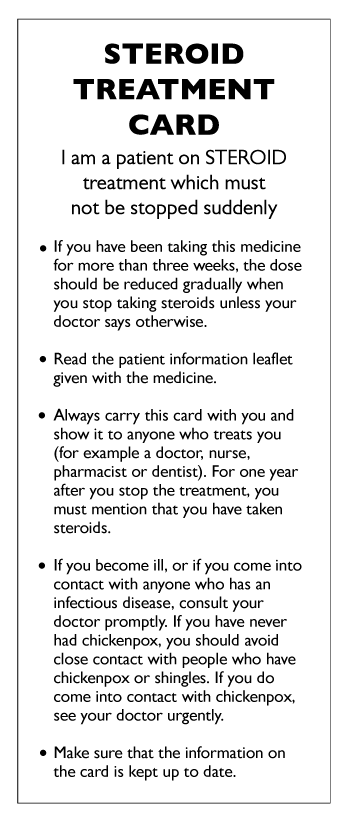 STEROID
TREATMENT
CARD
I am a patient on STEROID
treatment which must
not be stopped suddenly
• If you have been taking this medicine
for more than three weeks, the dose
should be reduced gradually when
you stop taking steroids unless your
doctor says otherwise.
• Read the patient information leaflet
given with the medicine.
• Always carry this card with you and
show it to anyone who treats you
(for example a doctor, nurse,
pharmacist or dentist). For one year
after you stop the treatment, you
must mention that you have taken
steroids.
• If you become ill, or if you come into
contact with anyone who has an
infectious disease, consult your
doctor promptly. If you have never
had chickenpox, you should avoid
close contact with people who have
chickenpox or shingles. If you do
come into contact with chickenpox,
see your doctor urgently.
• Make sure that the information on
the card is kept up to date.